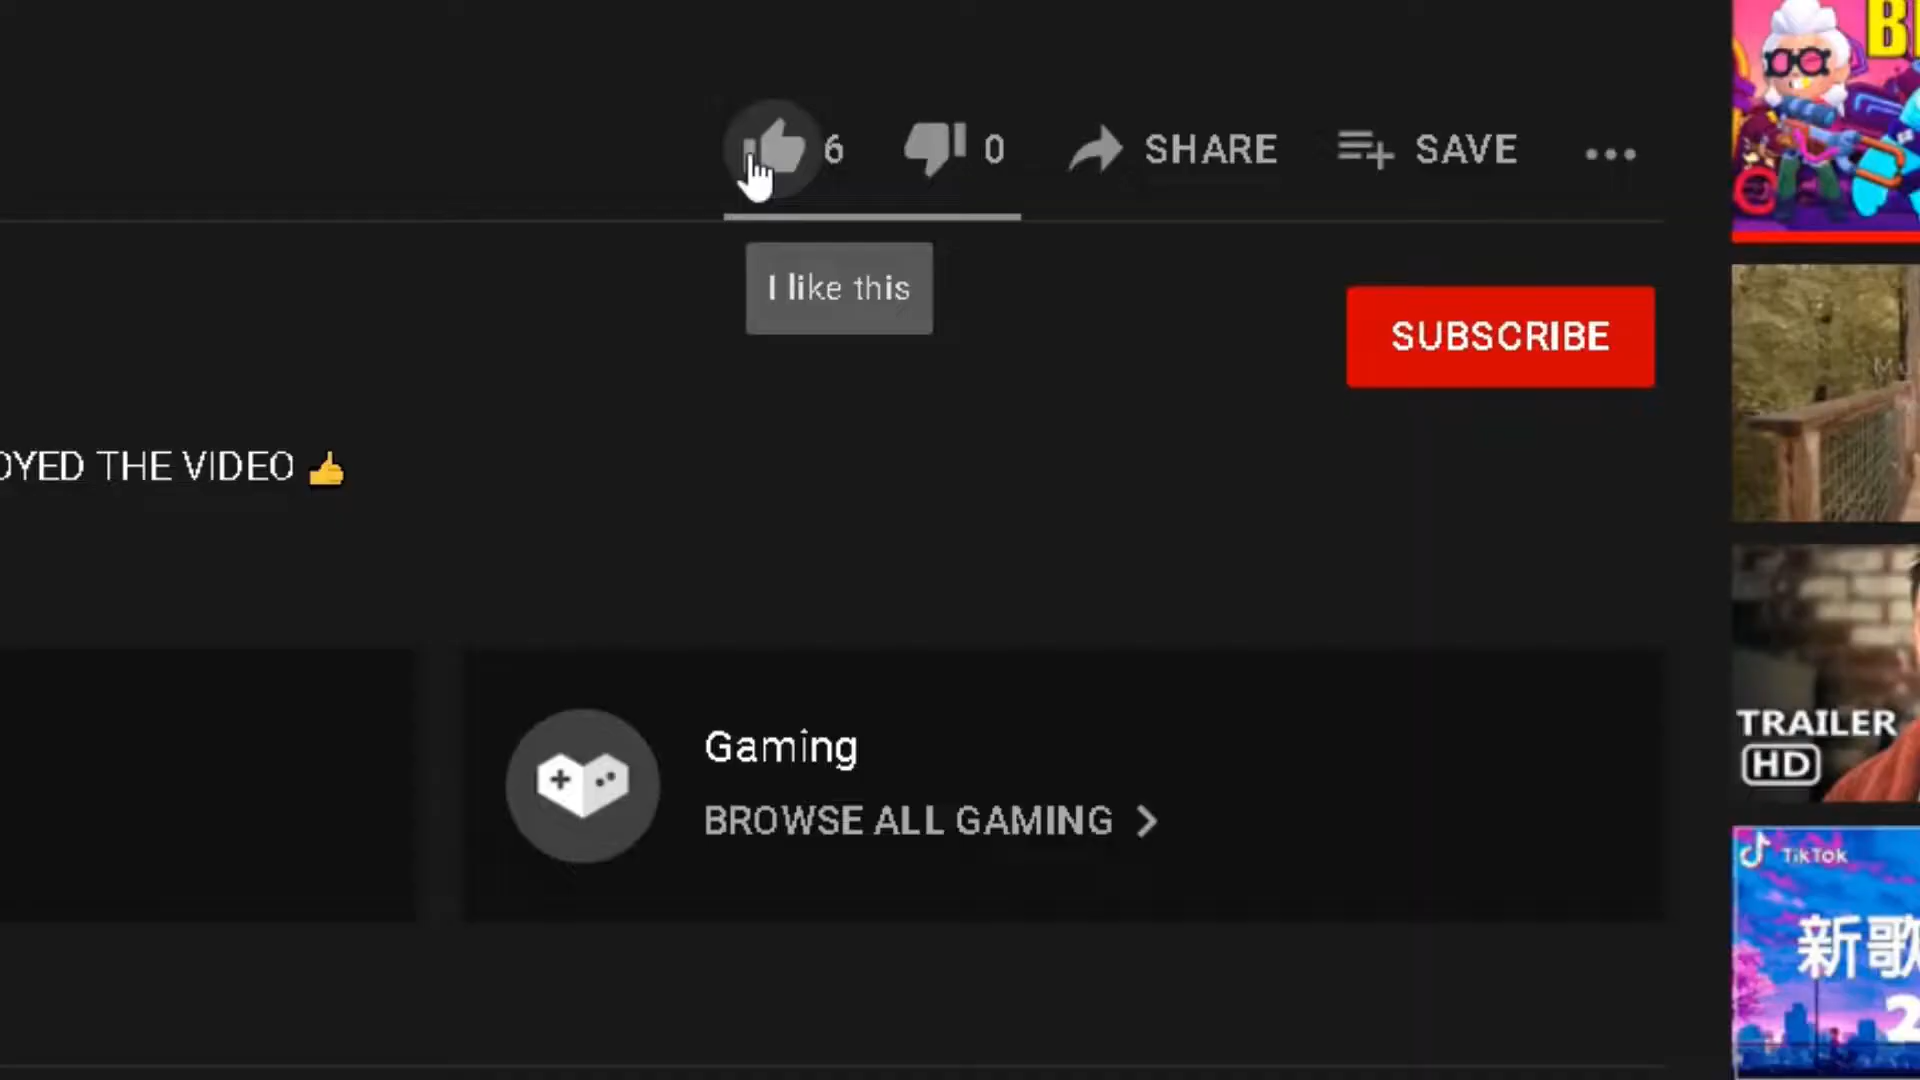 6
0
SHARE
SAVE
I like this
SUBSCRIBE
OYED THE VIDEO 👍
Gaming
BROWSE ALL GAMING
TRAILER
HD
TikTok
新歌
2